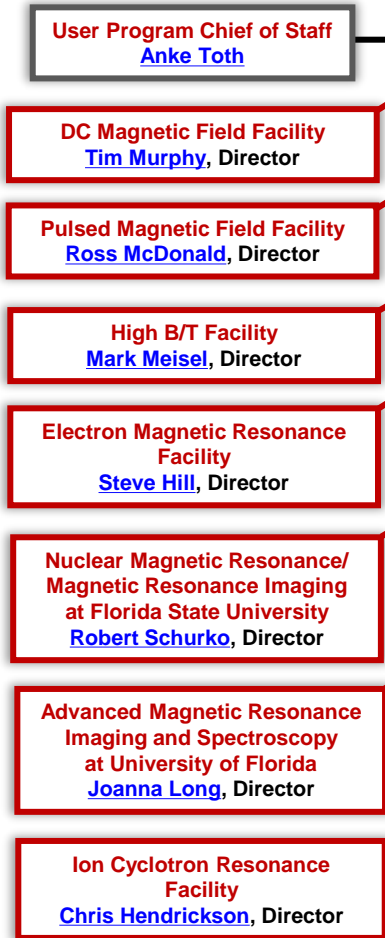 User Program Chief of Staff
Anke Toth
DC Magnetic Field Facility
Tim Murphy, Director
Pulsed Magnetic Field Facility
Ross McDonald, Director
High B/T Facility
Mark Meisel, Director
Electron Magnetic Resonance
Facility
Steve Hill, Director
Nuclear Magnetic Resonance/
Magnetic Resonance Imaging
at Florida State University
Robert Schurko, Director
Advanced Magnetic Resonance
Imaging and Spectroscopy
at University of Florida
Joanna Long, Director
Ion Cyclotron Resonance
Facility
Chris Hendrickson, Director